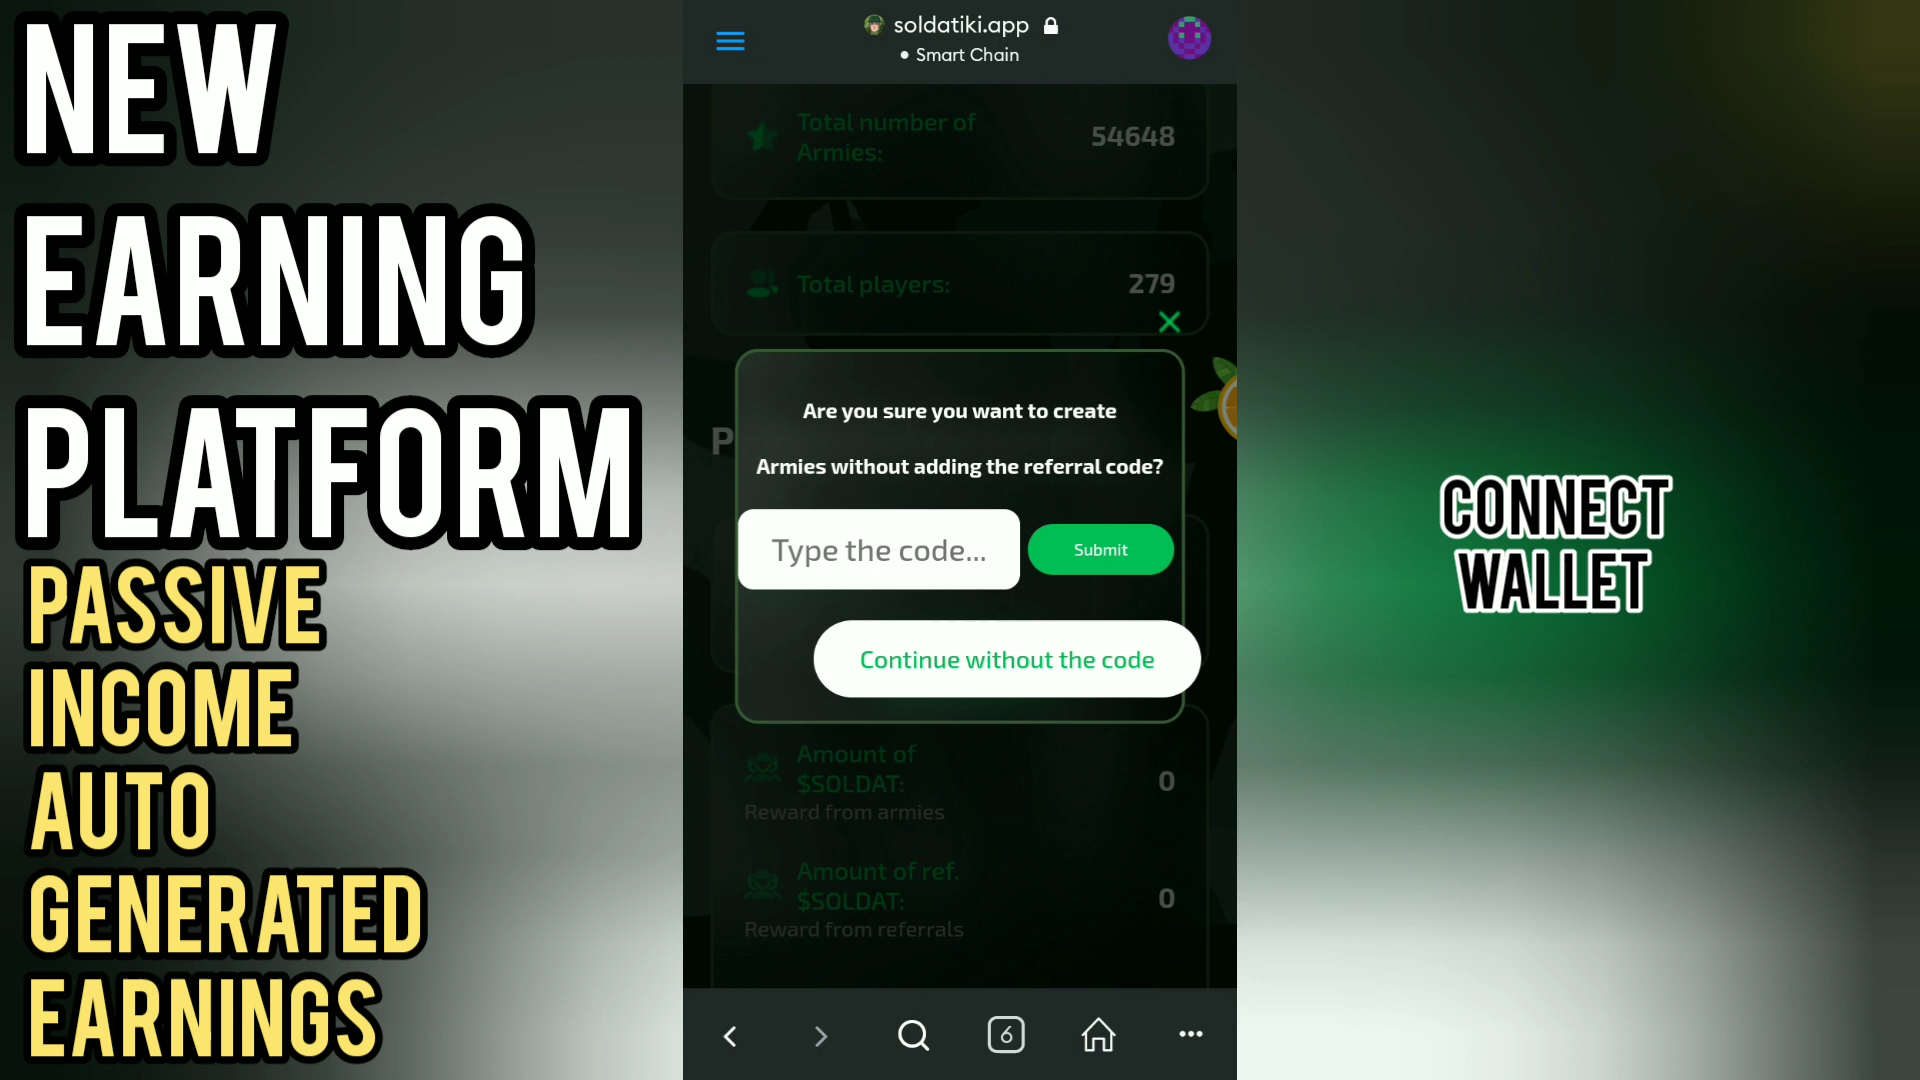 NEW
EARNING
PLATFORM
PASSIVE
INCOME
AUTO
GENERATED
EARNINGS
soldatiki.app
• Smart Chain
Total number of
Armies:
54648
Total players:
279
P
Are you sure you want to create
Armies without adding the referral code?
Type the code...
Submit
Continue without the code
Amount of
$SOLDAT:
0
Reward from armies
Amount of ref.
$SOLDAT:
0
Reward from referrals
6
CONNECT
WALLET